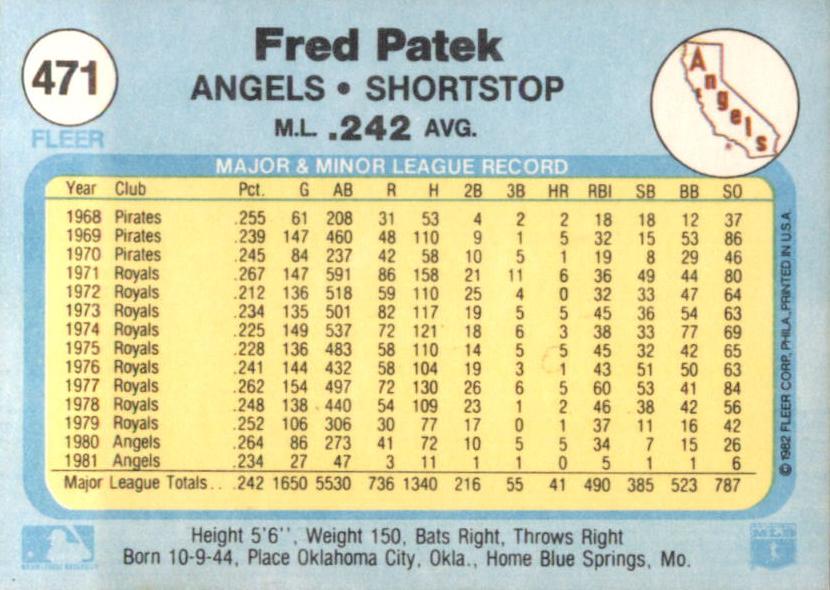 471
FLEER
Fred Patek
ANGELS • SHORTSTOP
M.L. .242 AVG.
Angels
MAJOR & MINOR LEAGUE RECORD
Year Club Pct. G AB R H 2B 3B HR RBI SB BB SO
1968 Pirates .255 61 208 31 53 4 2 2 18 18 12 37
1969 Pirates .239 147 460 48 110 9 1 5 32 15 53 86
1970 Pirates .245 84 237 42 58 10 5 1 19 8 29 46
1971 Royals .267 147 591 86 158 21 11 6 36 49 44 80
1972 Royals .212 136 518 59 110 25 4 0 32 33 47 64
1973 Royals .234 135 501 82 117 19 5 5 45 36 54 63
1974 Royals .225 149 537 72 121 18 6 3 38 33 77 69
1975 Royals .228 136 483 58 110 14 5 5 45 32 42 65
1976 Royals .241 144 432 58 104 19 3 1 43 51 50 63
1977 Royals .262 154 497 72 130 26 6 5 60 53 41 84
1978 Royals .248 138 440 54 109 23 1 2 46 38 42 56
1979 Royals .252 106 306 30 77 17 0 1 37 11 16 42
1980 Angels .264 86 273 41 72 10 5 5 34 7 15 26
1981 Angels .234 27 47 3 11 1 1 0 5 1 1 6
Major League Totals. . .242 1650 5530 736 1340 216 55 41 490 385 523 787
© 1982 FLEER CORP., PHILA., PRINTED IN U.S.A.
Height 5'6'', Weight 150, Bats Right, Throws Right
Born 10-9-44, Place Oklahoma City, Okla., Home Blue Springs, Mo.